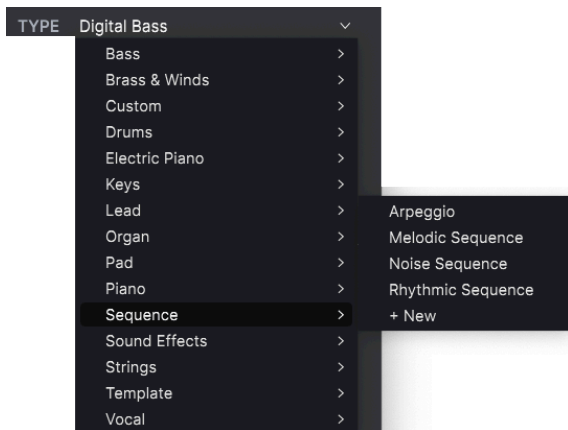 TYPE Digital Bass
Bass
Brass & Winds
Custom
Drums
Electric Piano
Keys
Lead
Organ
Pad
Piano
Sequence
Sound Effects
Strings
Template
Vocal
Arpeggio
Melodic Sequence
Noise Sequence
Rhythmic Sequence
+ New